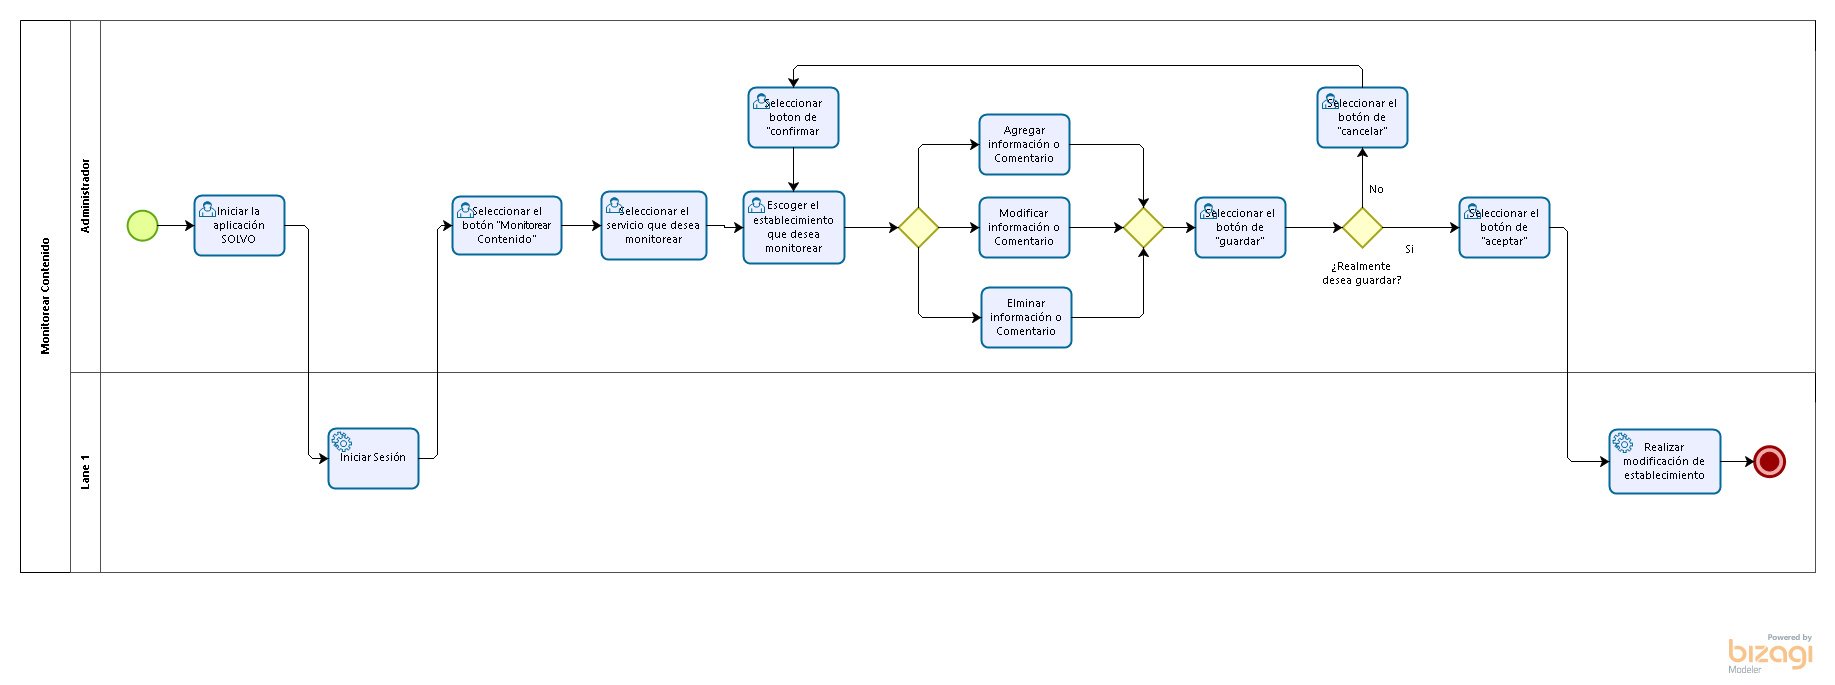 Monitorear Contenido
Administrador
Lane 1
Iniciar la
aplicación
SOLVO
Iniciar Sesión
Seleccionar el
botón "Monitorear
Contenido"
Seleccionar el
servicio que desea
monitorear
Seleccionar
boton de
"confirmar
Escoger el
establecimiento
que desea
monitorear
Agregar
información o
Comentario
Modificar
información o
Comentario
Elminar
información o
Comentario
Seleccionar el
botón de
"guardar"
¿Realmente
desea guardar?
No
Seleccionar el
botón de
"cancelar"
Si
Seleccionar el
botón de
"aceptar"
Realizar
modificación de
establecimiento
Powered by
bizagi
Modeler